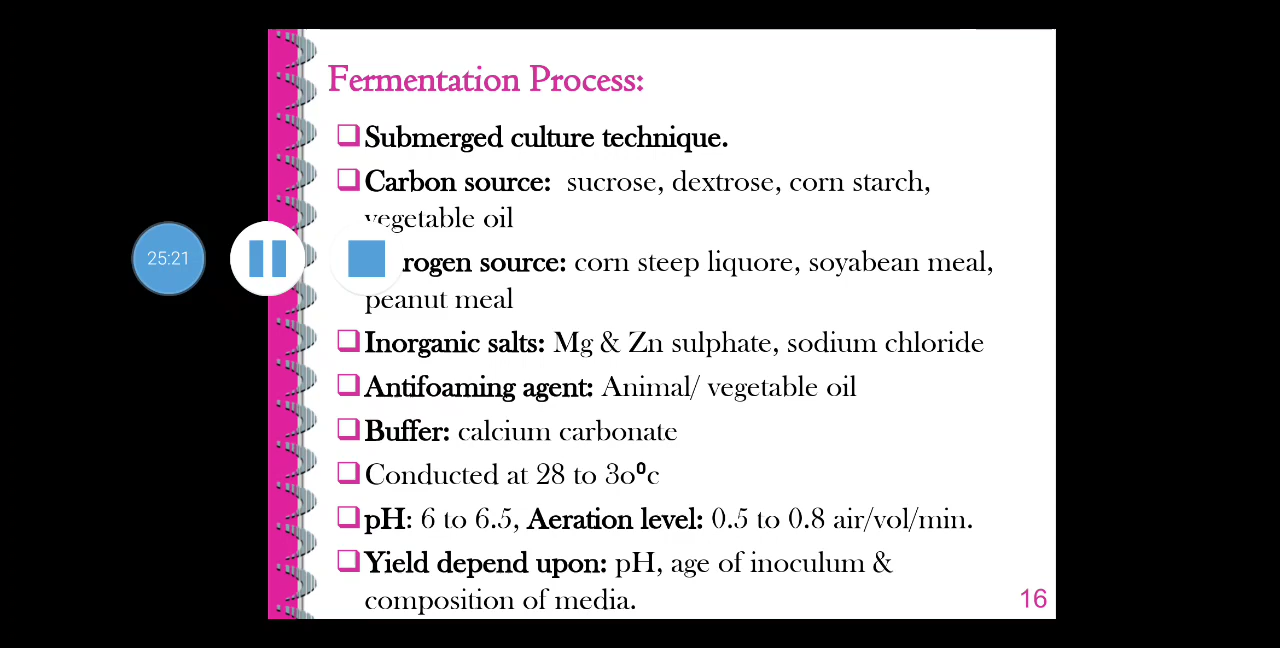 Fermentation Process:
Submerged culture technique.
Carbon source: sucrose, dextrose, corn starch,
vegetable oil
25:21
rogen source: corn steep liquore, soyabean meal,
peanut meal
Inorganic salts: Mg & Zn sulphate, sodium chloride
Antifoaming agent: Animal/ vegetable oil
Buffer: calcium carbonate
Conducted at 28 to 3o⁰c
pH: 6 to 6.5, Aeration level: 0.5 to 0.8 air/vol/min.
Yield depend upon: pH, age of inoculum &
composition of media.
16